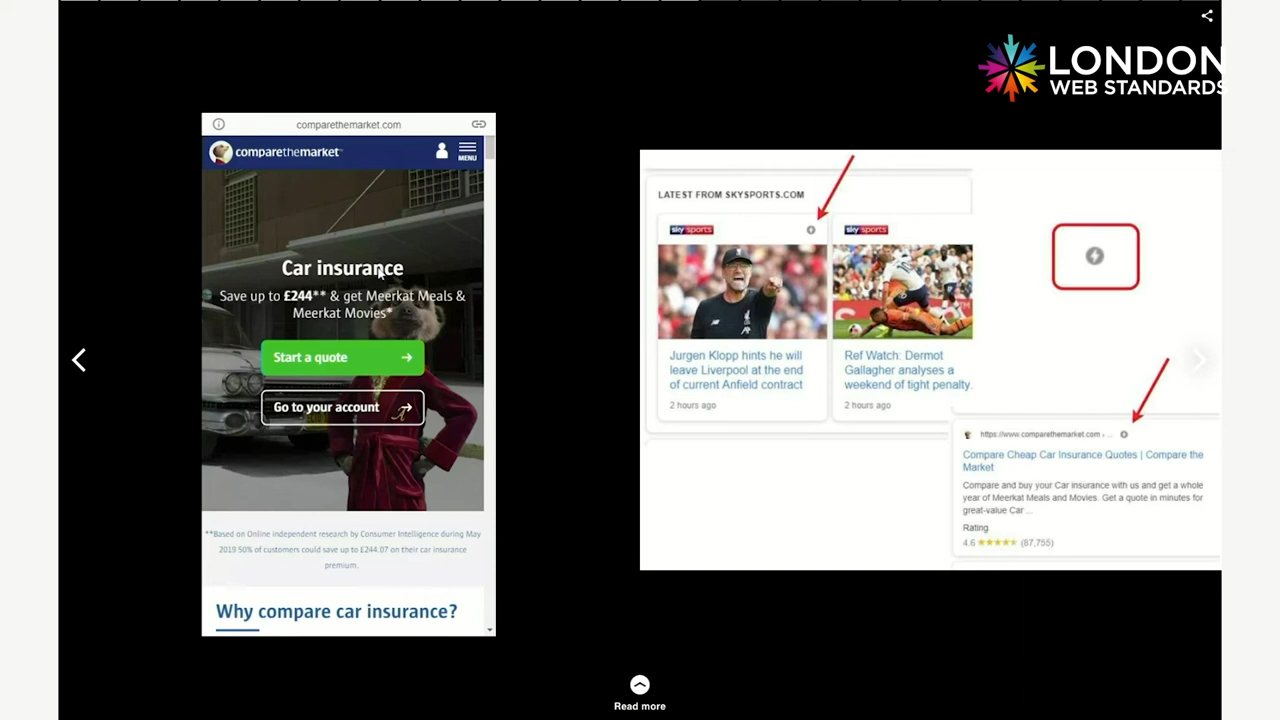 LONDON
WEB STANDARDS
comparethemarket.com
comparethemarket
MENU
Car insurance
Save up to £244** & get Meerkat Meals &
Meerkat Movies*
Start a quote
Go to your account
**Based on Online independent research by Consumer Intelligence during May
2019 50% of customers could save up to £244.07 on their car insurance
premium.
Why compare car insurance?
LATEST FROM SKYSPORTS.COM
sky sports
Jurgen Klopp hints he will
leave Liverpool at the end
of current Anfield contract
2 hours ago
sky sports
Ref Watch: Dermot
Gallagher analyses a
weekend of tight penalty.
2 hours ago
https://www.comparethemarket.com › ...
Compare Cheap Car Insurance Quotes | Compare the
Market
Compare and buy your Car insurance with us and get a whole
year of Meerkat Meals and Movies. Get a quote in minutes for
great-value Car ...
Rating
4.6 ★★★★★ (87,755)
Read more